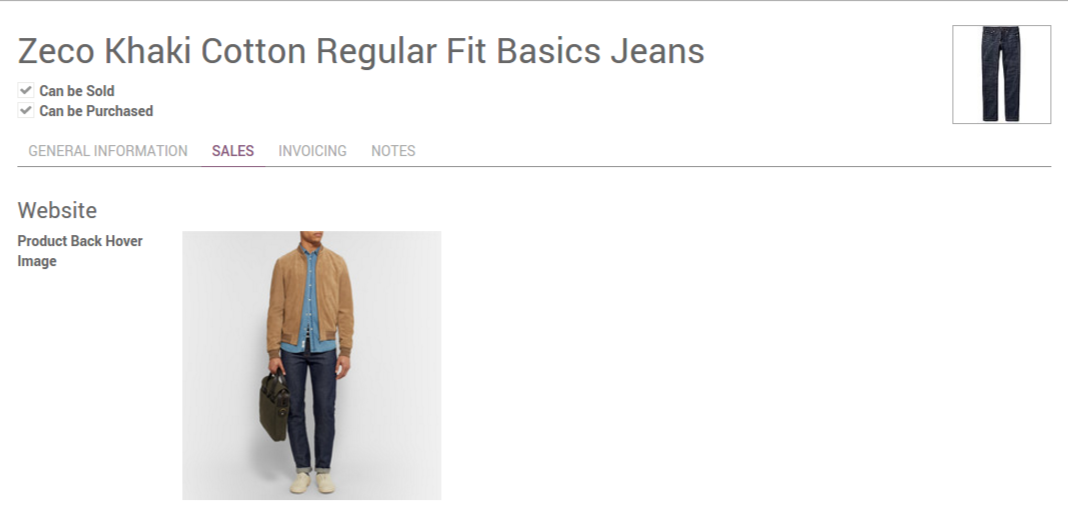 Zeco Khaki Cotton Regular Fit Basics Jeans
Can be Sold
Can be Purchased
GENERAL INFORMATION SALES INVOICING NOTES
Website
Product Back Hover
Image